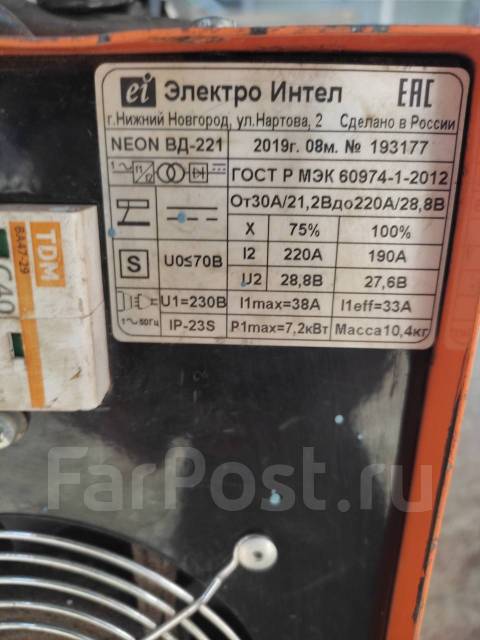 ei Электро Интел EAC
г.Нижний Новгород, ул.Нартова, 2 Сделано в России
NEON ВД-221 2019г. 08м. № 193177
ГОСТ Р МЭК 60974-1-2012
От30А/21,2Вдо220А/28,8В
X 75% 100%
S U0≤70В I2 220А 190А
U2 28,8В 27,6В
U1=230В I1max=38А I1eff=33А
1~50Гц IP-23S P1max=7,2кВт Масса10,4кг
TDM
ВА47-29
C40
FarPost.ru